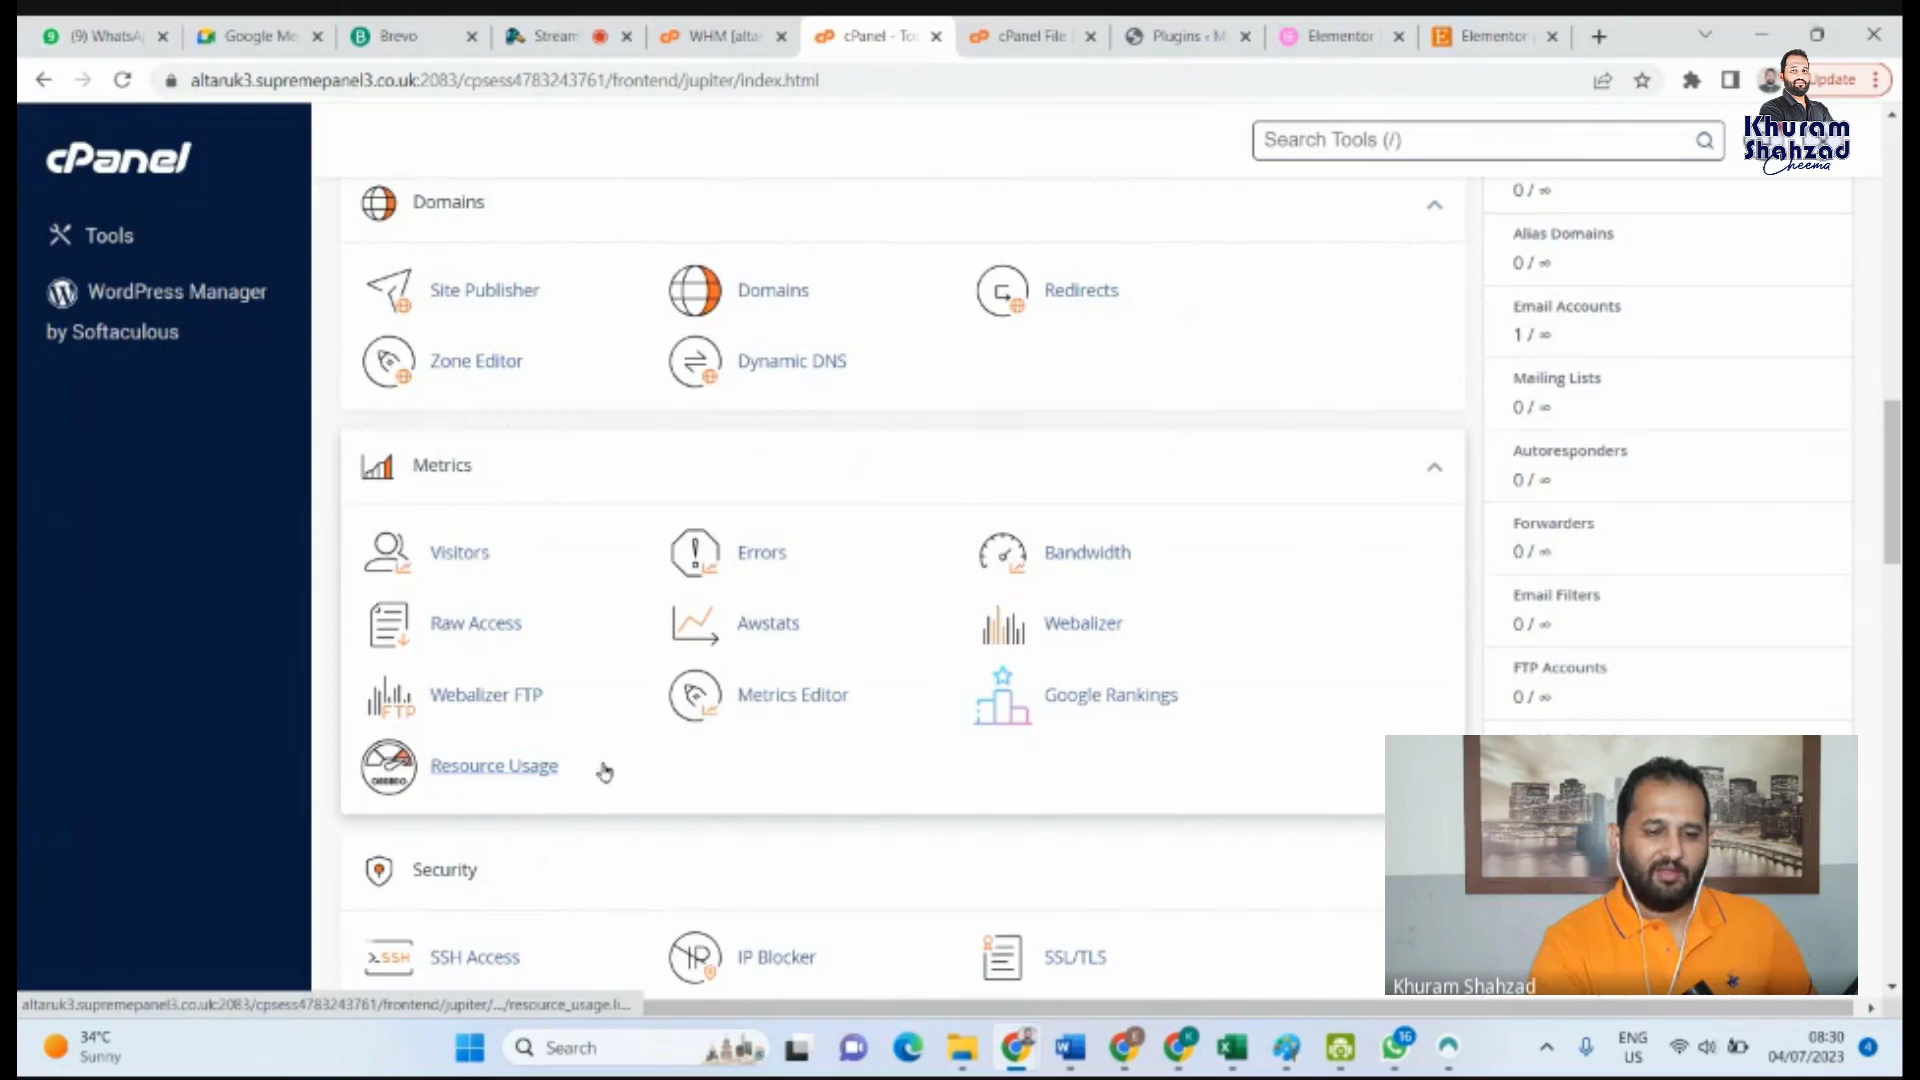 (9) WhatsA
Google Me
Brevo
Stream
WHM [altar
cPanel - To
cPanel File
Plugins ‹ M
Elementor
Elementor
altaruk3.supremepanel3.co.uk:2083/cpsess4783243761/frontend/jupiter/index.html
Update
cPanel
Search Tools (/)
Khuram
Shahzad
Cheema
Tools
WordPress Manager
by Softaculous
Domains
Site Publisher
Domains
Redirects
Zone Editor
Dynamic DNS
Metrics
Visitors
Errors
Bandwidth
Raw Access
Awstats
Webalizer
FTP
Webalizer FTP
Metrics Editor
Google Rankings
Resource Usage
Security
>_SSH
SSH Access
IP
IP Blocker
SSL/TLS
0 / ∞
Alias Domains
0 / ∞
Email Accounts
1 / ∞
Mailing Lists
0 / ∞
Autoresponders
0 / ∞
Forwarders
0 / ∞
Email Filters
0 / ∞
FTP Accounts
0 / ∞
Khuram Shahzad
altaruk3.supremepanel3.co.uk:2083/cpsess4783243761/frontend/jupiter/.../resource_usage.li...
34°C
Sunny
Search
16
ENG
US
08:30
04/07/2023
4